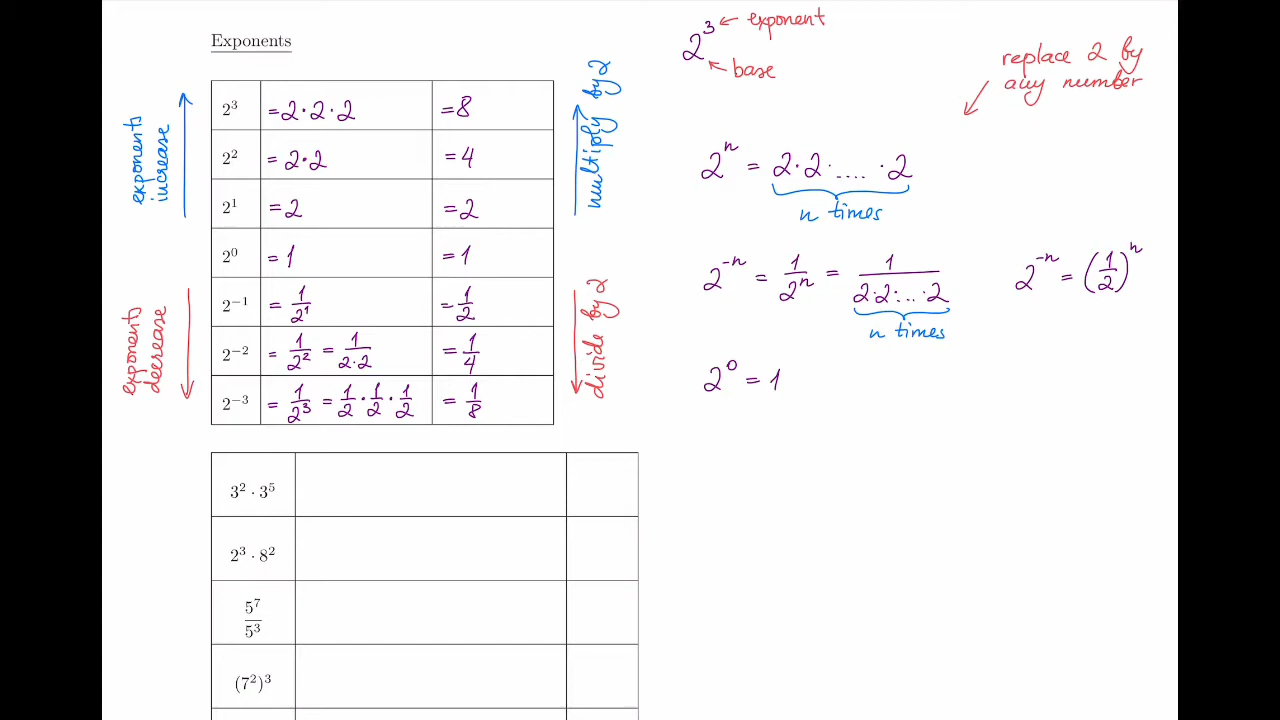 Exponents
2³ ← exponent
← base
replace 2 by
any number
exponents
increase
exponents
decrease
2³ = 2 · 2 · 2 = 8
2² = 2 · 2 = 4
2¹ = 2 = 2
2⁰ = 1 = 1
2⁻¹ = 1/2¹ = 1/2
2⁻² = 1/2² = 1/(2·2) = 1/4
2⁻³ = 1/2³ = 1/2 · 1/2 · 1/2 = 1/8
multiply by 2
divide by 2
2ⁿ = 2 · 2 · .... · 2
n times
2⁻ⁿ = 1/2ⁿ = 1/(2·2·...·2)
n times
2⁻ⁿ = (1/2)ⁿ
2⁰ = 1
3² · 3⁵
2³ · 8²
5⁷/5³
(7²)³